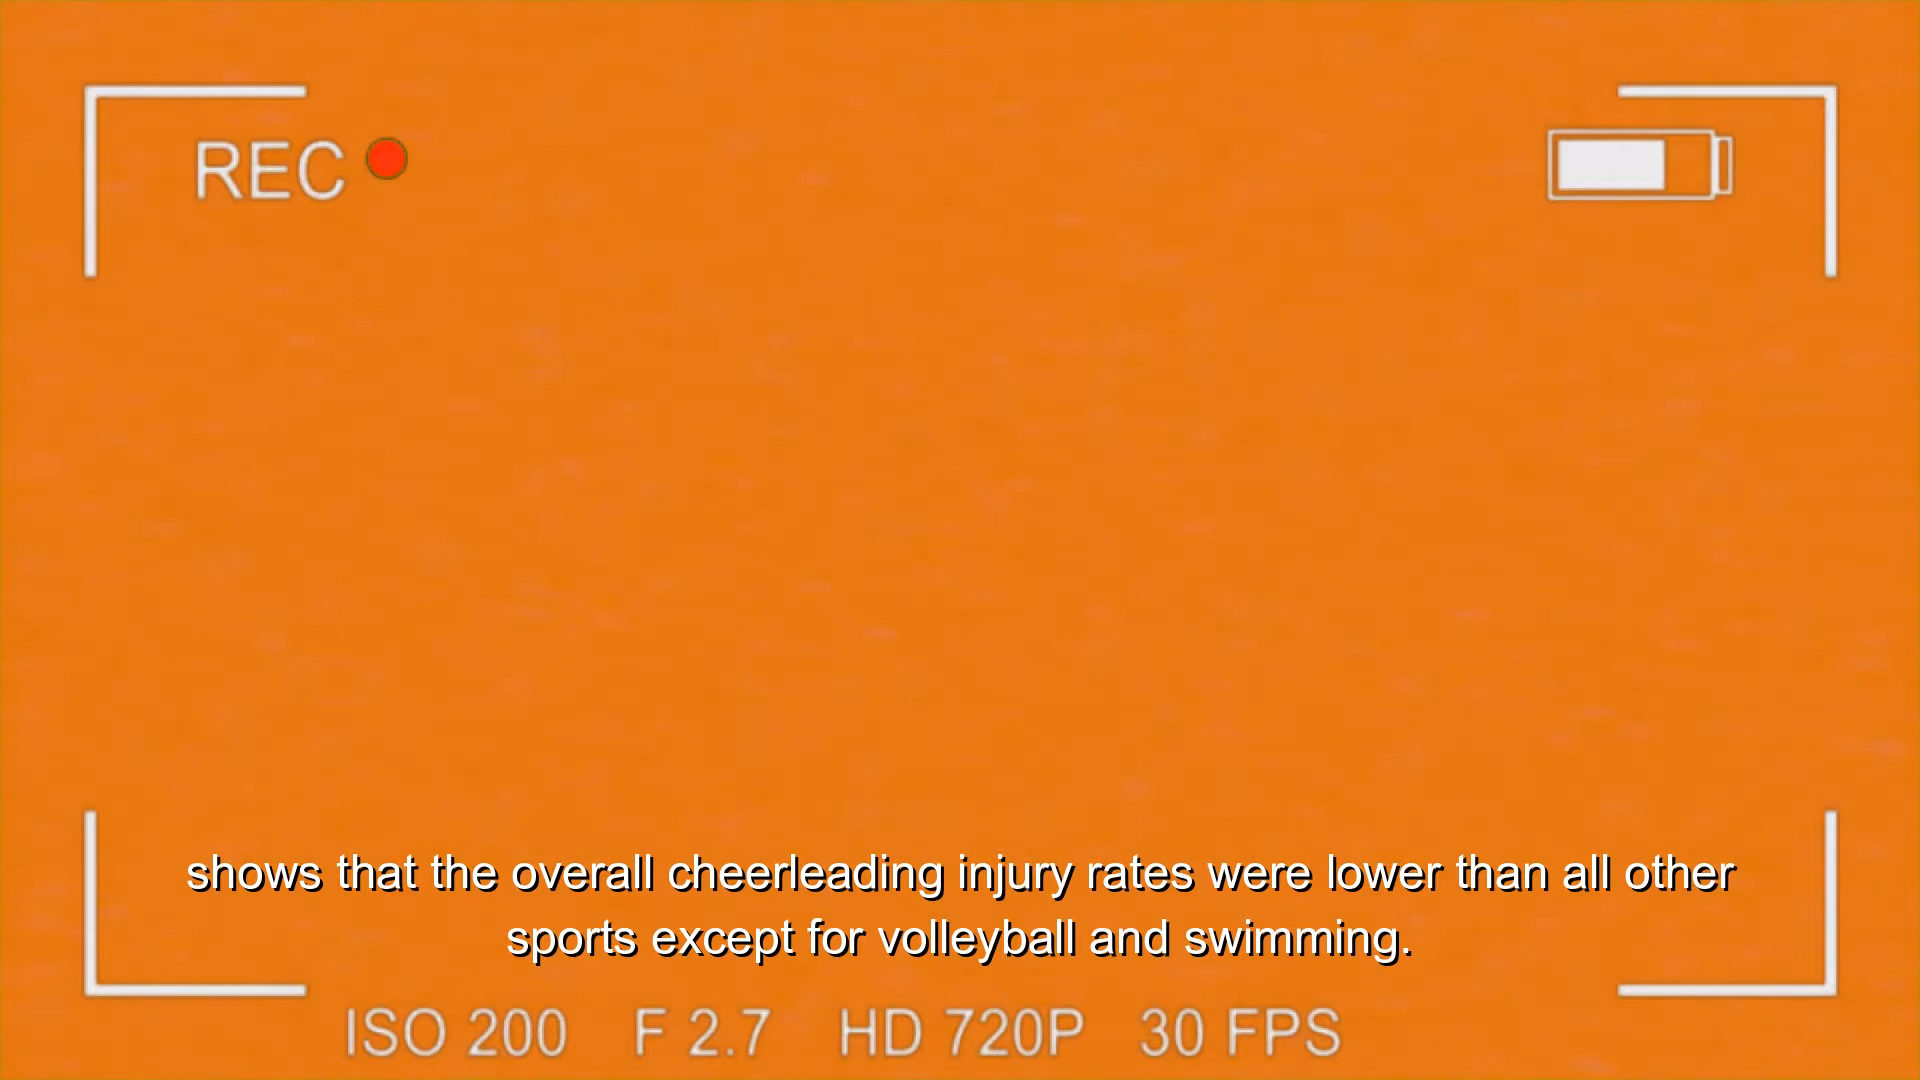 REC
shows that the overall cheerleading injury rates were lower than all other
sports except for volleyball and swimming.
ISO 200 F 2.7 HD 720P 30 FPS